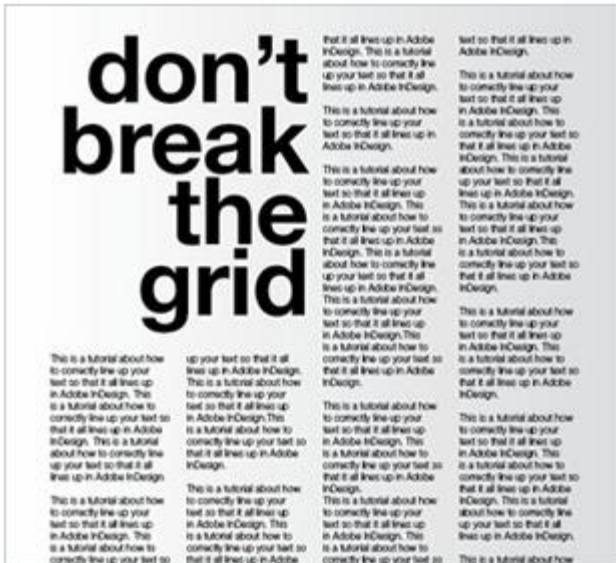 don't
break
the
grid
This is a tutorial about how
to correctly line up your
text so that it all lines up
in Adobe InDesign. This
is a tutorial about how to
correctly line up your text so
that it all lines up in Adobe
InDesign. This is a tutorial
about how to correctly line
up your text so that it all
lines up in Adobe InDesign
This is a tutorial about how
to correctly line up your
text so that it all lines up
in Adobe InDesign. This
is a tutorial about how to
correctly line up your text so
up your text so that it all
lines up in Adobe InDesign.
This is a tutorial about how
to correctly line up your
text so that it all lines up
in Adobe InDesign.This
is a tutorial about how to
correctly line up your text so
that it all lines up in Adobe
InDesign.
This is a tutorial about how
to correctly line up your
text so that it all lines up
in Adobe InDesign. This
is a tutorial about how to
correctly line up your text so
that it all lines up in Adobe
that it all lines up in Adobe
InDesign. This is a tutorial
about how to correctly line
up your text so that it all
lines up in Adobe InDesign.
This is a tutorial about how
to correctly line up your
text so that it all lines up in
Adobe InDesign.
This is a tutorial about how
to correctly line up your
text so that it all lines up
in Adobe InDesign. This
is a tutorial about how to
correctly line up your text so
that it all lines up in Adobe
InDesign. This is a tutorial
about how to correctly line
up your text so that it all
lines up in Adobe InDesign.
This is a tutorial about how
to correctly line up your
text so that it all lines up
in Adobe InDesign.This
is a tutorial about how to
correctly line up your text so
that it all lines up in Adobe
InDesign.
This is a tutorial about how
to correctly line up your
text so that it all lines up
in Adobe InDesign. This
is a tutorial about how to
correctly line up your text so
that it all lines up in Adobe
InDesign.
This is a tutorial about how
to correctly line up your
text so that it all lines up
in Adobe InDesign. This
is a tutorial about how to
correctly line up your text so
text so that it all lines up in
Adobe InDesign.
This is a tutorial about how
to correctly line up your
text so that it all lines up
in Adobe InDesign. This
is a tutorial about how to
correctly line up your text so
that it all lines up in Adobe
InDesign. This is a tutorial
about how to correctly line
up your text so that it all
lines up in Adobe InDesign.
This is a tutorial about how
to correctly line up your
text so that it all lines up
in Adobe InDesign.This
is a tutorial about how to
correctly line up your text so
that it all lines up in Adobe
InDesign.
This is a tutorial about how
to correctly line up your
text so that it all lines up
in Adobe InDesign. This
is a tutorial about how to
correctly line up your text so
that it all lines up in Adobe
InDesign.
This is a tutorial about how
to correctly line up your
text so that it all lines up
in Adobe InDesign. This
is a tutorial about how to
correctly line up your text so
that it all lines up in Adobe
InDesign. This is a tutorial
about how to correctly line
up your text so that it all
lines up in Adobe InDesign.
This is a tutorial about how